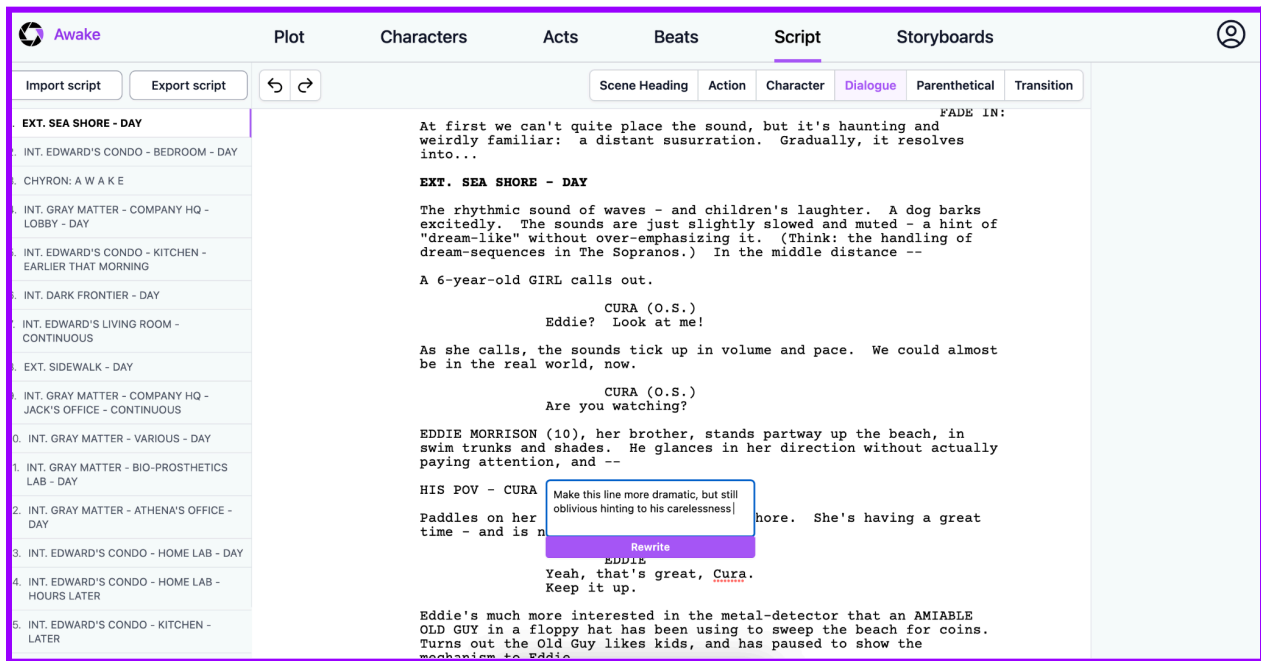 Awake
Plot
Characters
Acts
Beats
Script
Storyboards
Import script
Export script
Scene Heading
Action
Character
Dialogue
Parenthetical
Transition
. EXT. SEA SHORE - DAY
. INT. EDWARD'S CONDO - BEDROOM - DAY
. CHYRON: A W A K E
. INT. GRAY MATTER - COMPANY HQ -
LOBBY - DAY
. INT. EDWARD'S CONDO - KITCHEN -
EARLIER THAT MORNING
. INT. DARK FRONTIER - DAY
. INT. EDWARD'S LIVING ROOM -
CONTINUOUS
. EXT. SIDEWALK - DAY
. INT. GRAY MATTER - COMPANY HQ -
JACK'S OFFICE - CONTINUOUS
0. INT. GRAY MATTER - VARIOUS - DAY
1. INT. GRAY MATTER - BIO-PROSTHETICS
LAB - DAY
2. INT. GRAY MATTER - ATHENA'S OFFICE -
DAY
3. INT. EDWARD'S CONDO - HOME LAB - DAY
4. INT. EDWARD'S CONDO - HOME LAB -
HOURS LATER
5. INT. EDWARD'S CONDO - KITCHEN -
LATER
FADE IN:
At first we can't quite place the sound, but it's haunting and
weirdly familiar:  a distant susurration.  Gradually, it resolves
into...
EXT. SEA SHORE - DAY
The rhythmic sound of waves - and children's laughter.  A dog barks
excitedly.  The sounds are just slightly slowed and muted - a hint of
"dream-like" without over-emphasizing it.  (Think: the handling of
dream-sequences in The Sopranos.)  In the middle distance --
A 6-year-old GIRL calls out.
CURA (O.S.)
Eddie?  Look at me!
As she calls, the sounds tick up in volume and pace.  We could almost
be in the real world, now.
CURA (O.S.)
Are you watching?
EDDIE MORRISON (10), her brother, stands partway up the beach, in
swim trunks and shades.  He glances in her direction without actually
paying attention, and --
HIS POV - CURA
Make this line more dramatic, but still
oblivious hinting to his carelessness
Paddles on her hore.  She's having a great
time - and is n
Rewrite
EDDIE
Yeah, that's great, Cura.
Keep it up.
Eddie's much more interested in the metal-detector that an AMIABLE
OLD GUY in a floppy hat has been using to sweep the beach for coins.
Turns out the Old Guy likes kids, and has paused to show the
mechanism to Eddie.